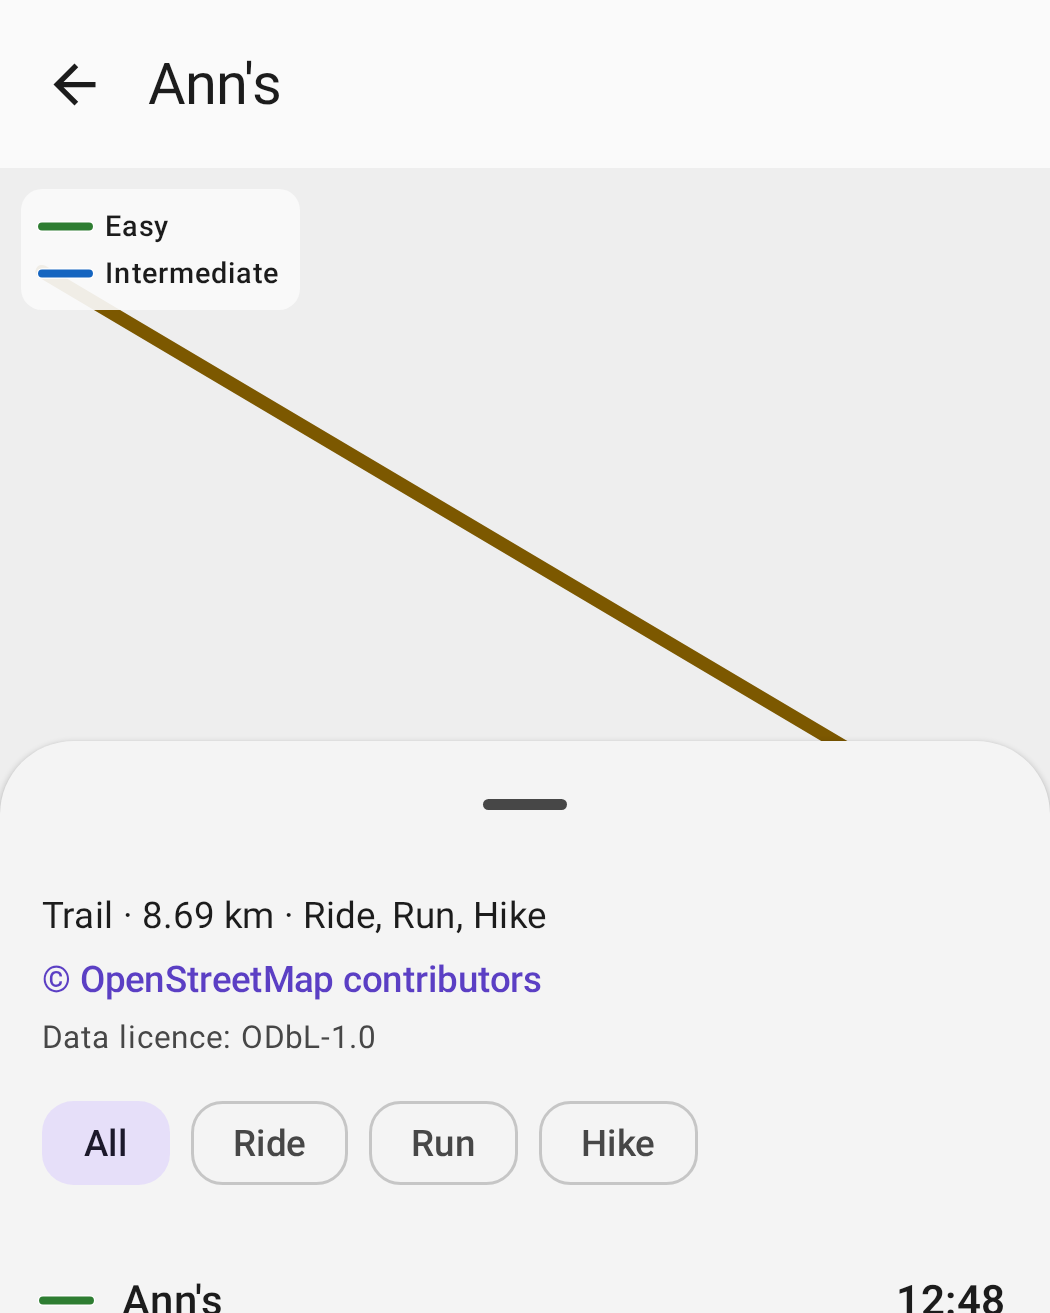 Ann's
Easy
Intermediate
Trail · 8.69 km · Ride, Run, Hike
© OpenStreetMap contributors
Data licence: ODbL-1.0
All Ride Run Hike
Ann's 12:48